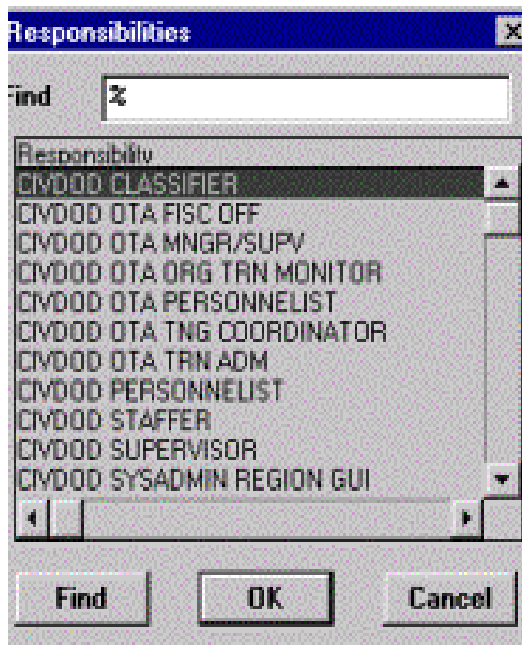 Responsibilities
Find %
Responsibility
CIVDOD CLASSIFIER
CIVDOD OTA FISC OFF
CIVDOD OTA MNGR/SUPV
CIVDOD OTA ORG TRN MONITOR
CIVDOD OTA PERSONNELIST
CIVDOD OTA TNG COORDINATOR
CIVDOD OTA TRN ADM
CIVDOD PERSONNELIST
CIVDOD STAFFER
CIVDOD SUPERVISOR
CIVDOD SYSADMIN REGION GUI
Find OK Cancel